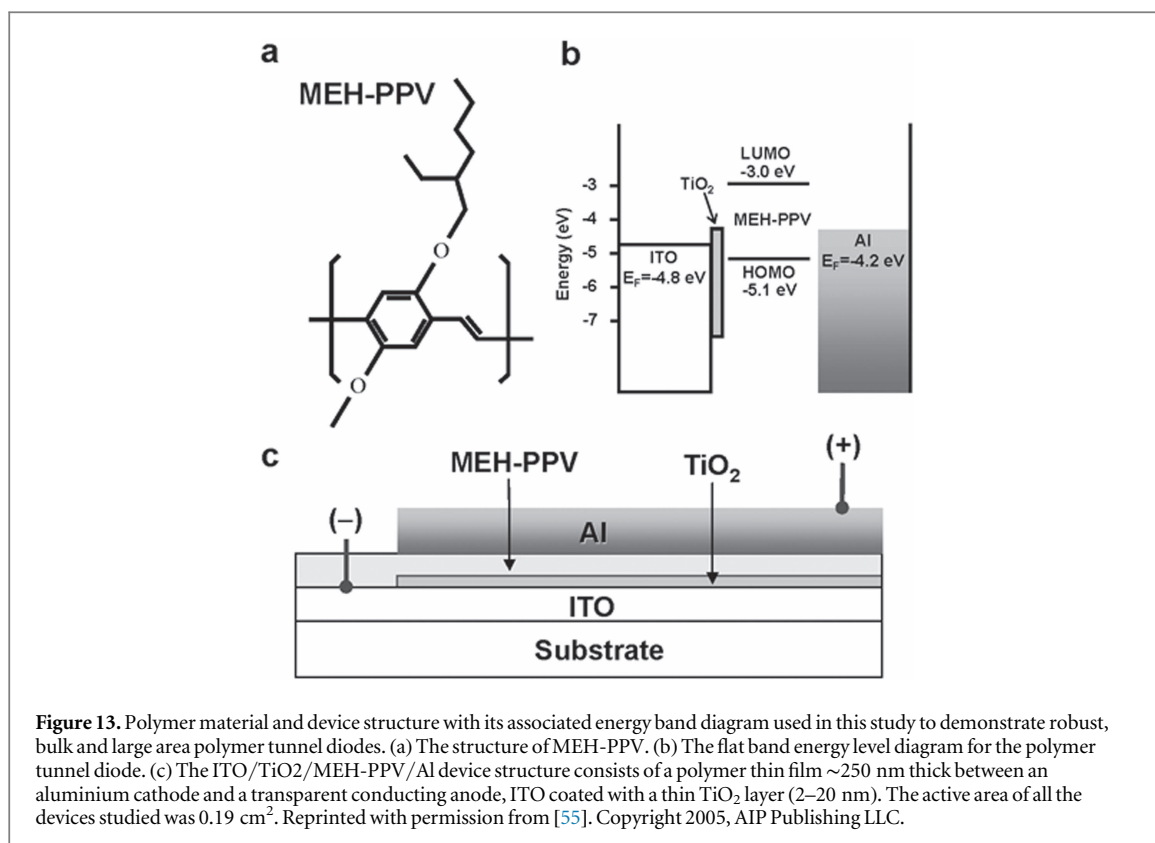 a
MEH-PPV
O
O
b
LUMO
-3.0 eV
TiO₂
-3
-4
-5
-6
-7
Energy (eV)
MEH-PPV
ITO
E_F=-4.8 eV
HOMO
-5.1 eV
Al
E_F=-4.2 eV
c
MEH-PPV
TiO₂
(+)
(–)
Al
ITO
Substrate
Figure 13. Polymer material and device structure with its associated energy band diagram used in this study to demonstrate robust,
bulk and large area polymer tunnel diodes. (a) The structure of MEH-PPV. (b) The flat band energy level diagram for the polymer
tunnel diode. (c) The ITO/TiO2/MEH-PPV/Al device structure consists of a polymer thin film ~250 nm thick between an
aluminium cathode and a transparent conducting anode, ITO coated with a thin TiO₂ layer (2–20 nm). The active area of all the
devices studied was 0.19 cm². Reprinted with permission from [55]. Copyright 2005, AIP Publishing LLC.